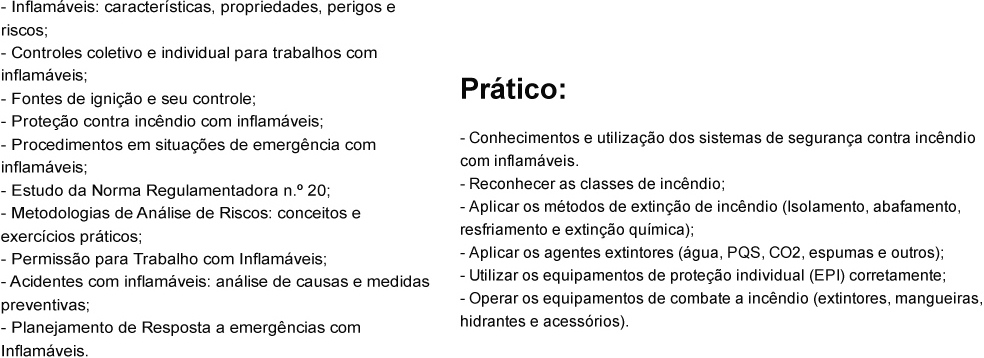 - Inflamáveis: características, propriedades, perigos e
riscos;
- Controles coletivo e individual para trabalhos com
inflamáveis;
- Fontes de ignição e seu controle;
- Proteção contra incêndio com inflamáveis;
- Procedimentos em situações de emergência com
inflamáveis;
- Estudo da Norma Regulamentadora n.º 20;
- Metodologias de Análise de Riscos: conceitos e
exercícios práticos;
- Permissão para Trabalho com Inflamáveis;
- Acidentes com inflamáveis: análise de causas e medidas
preventivas;
- Planejamento de Resposta a emergências com
Inflamáveis.
Prático:
- Conhecimentos e utilização dos sistemas de segurança contra incêndio
com inflamáveis.
- Reconhecer as classes de incêndio;
- Aplicar os métodos de extinção de incêndio (Isolamento, abafamento,
resfriamento e extinção química);
- Aplicar os agentes extintores (água, PQS, CO2, espumas e outros);
- Utilizar os equipamentos de proteção individual (EPI) corretamente;
- Operar os equipamentos de combate a incêndio (extintores, mangueiras,
hidrantes e acessórios).